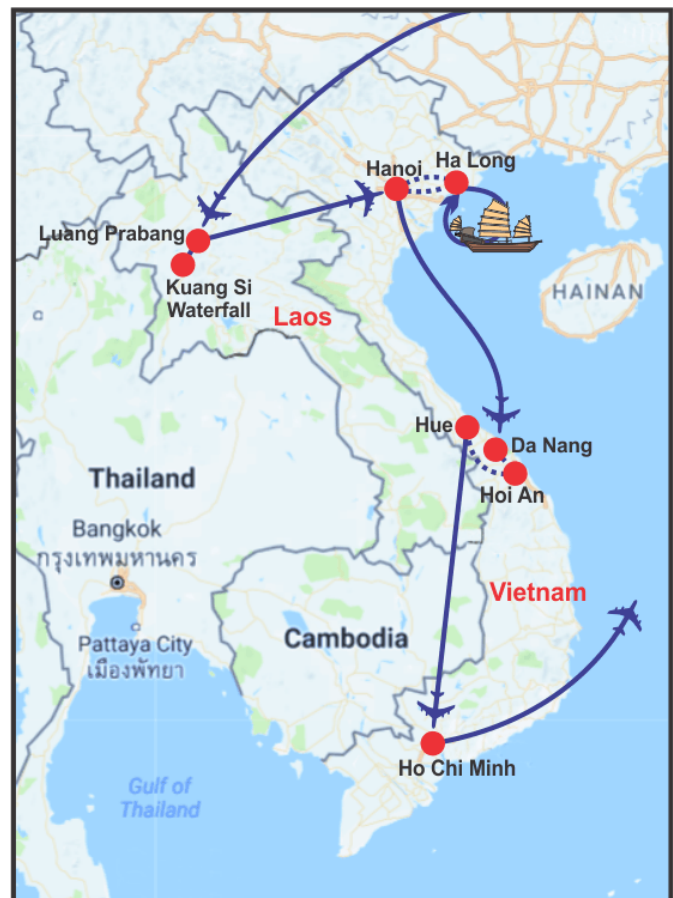 Ha Long
Hanoi
Luang Prabang
Kuang Si
Waterfall
HAINAN
Laos
Hue
Da Nang
Thailand
Hoi An
Bangkok
กรุงเทพมหานคร
Vietnam
Cambodia
Pattaya City
เมืองพัทยา
Ho Chi Minh
Gulf of
Thailand